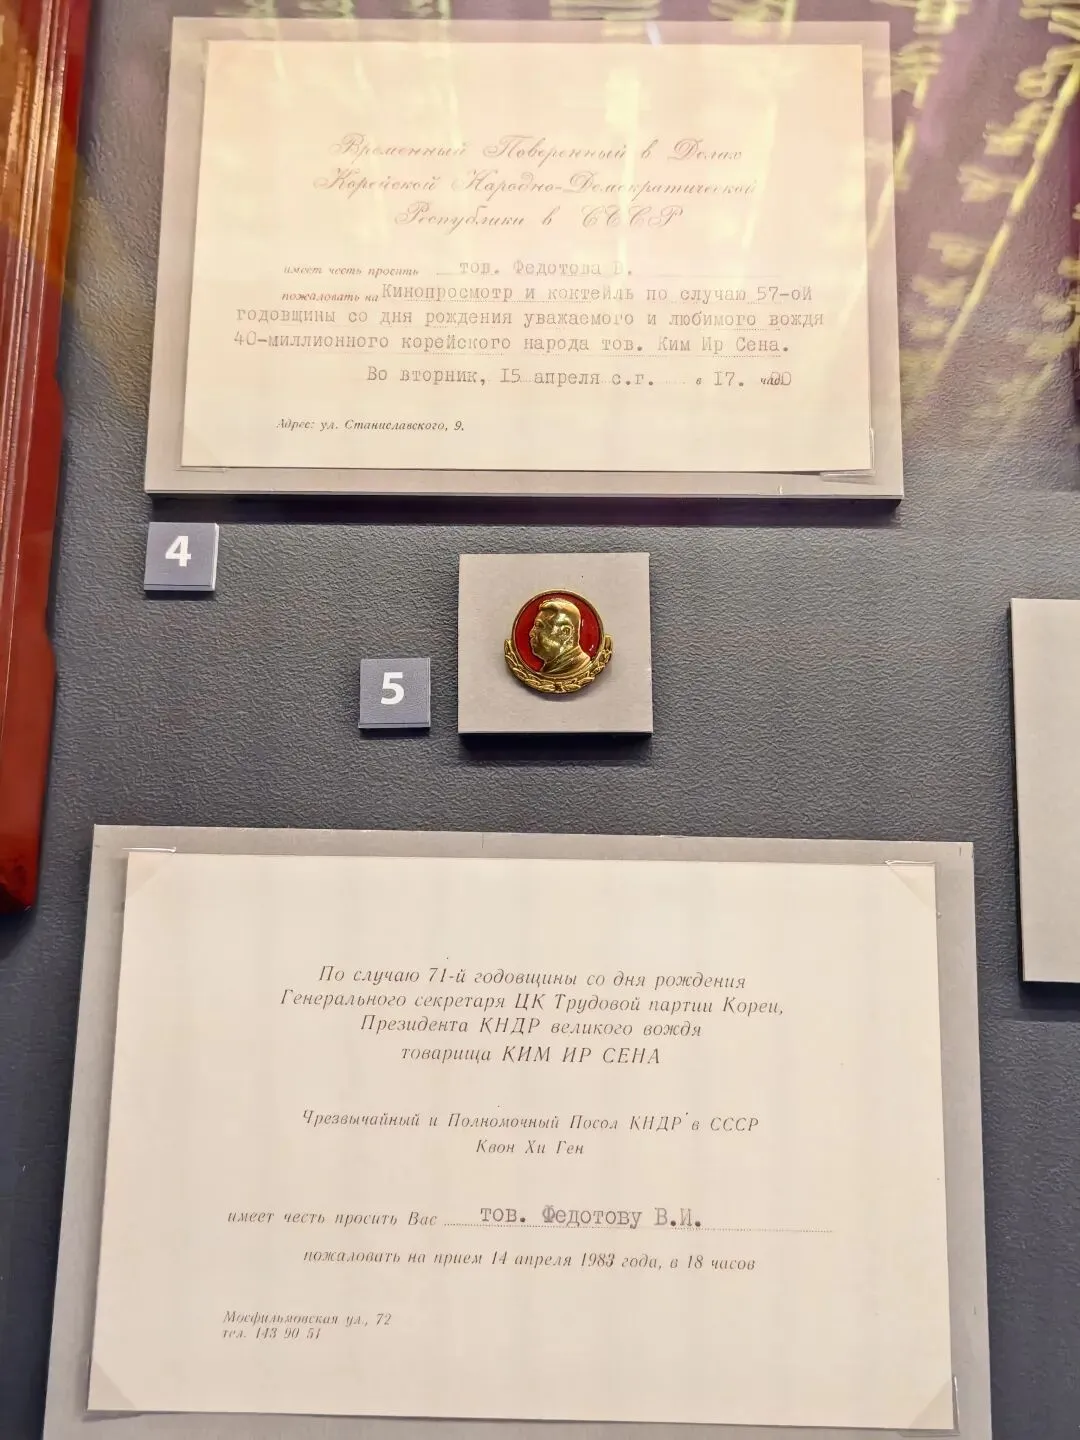 Временный Поверенный в Делах
Корейской Народно-Демократической
Республики в СССР
имеет честь просить тов. Федотова В.
пожаловать на Кинопросмотр и коктейль по случаю 57-ой
годовщины со дня рождения уважаемого и любимого вождя
40-миллионного корейского народа тов. Ким Ир Сена.
Во вторник, 15 апреля с.г. в 17. час.
Адрес: ул. Станиславского, 9.
4
5
По случаю 71-й годовщины со дня рождения
Генерального секретаря ЦК Трудовой партии Кореи,
Президента КНДР великого вождя
товарища КИМ ИР СЕНА
Чрезвычайный и Полномочный Посол КНДР в СССР
Квон Хи Ген
имеет честь просить Вас тов. Федотову В.И.
пожаловать на прием 14 апреля 1983 года, в 18 часов
Мосфильмовская ул., 72
тел. 143 90 51